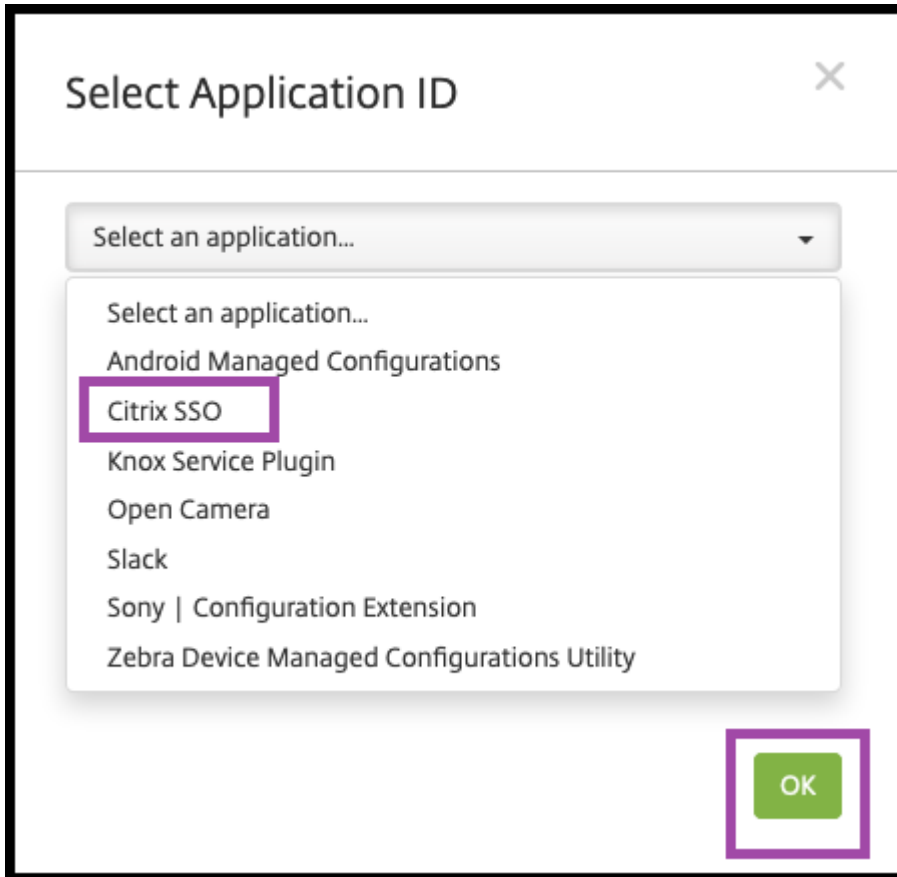 Select Application ID
Select an application...
Select an application...
Android Managed Configurations
Citrix SSO
Knox Service Plugin
Open Camera
Slack
Sony | Configuration Extension
Zebra Device Managed Configurations Utility
OK